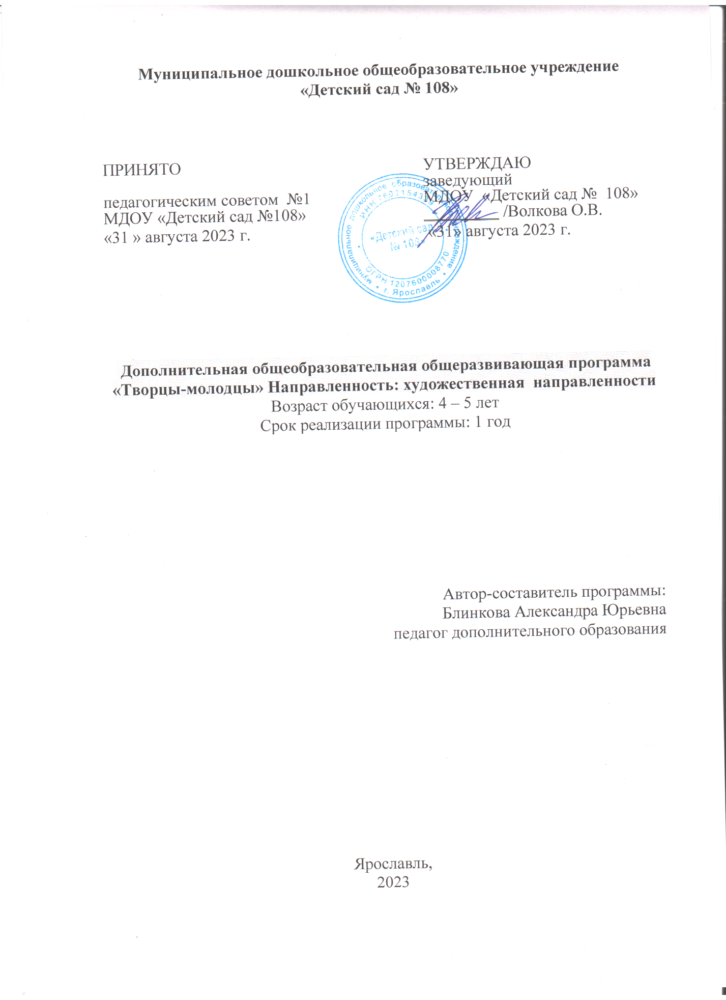 Муниципальное дошкольное общеобразовательное учреждение
«Детский сад № 108»
ПРИНЯТО
педагогическим советом №1
МДОУ «Детский сад №108»
«31 » августа 2023 г.
УТВЕРЖДАЮ
заведующий
МДОУ «Детский сад № 108»
/Волкова О.В.
«31» августа 2023 г.
муниципальное дошкольное образовательное учреждение
ИНН
«Детский сад
№ 108»
ОГРН 1207600008770
г. Ярославль
Дополнительная общеобразовательная общеразвивающая программа
«Творцы-молодцы» Направленность: художественная направленности
Возраст обучающихся: 4 – 5 лет
Срок реализации программы: 1 год
Автор-составитель программы:
Блинкова Александра Юрьевна
педагог дополнительного образования
Ярославль,
2023